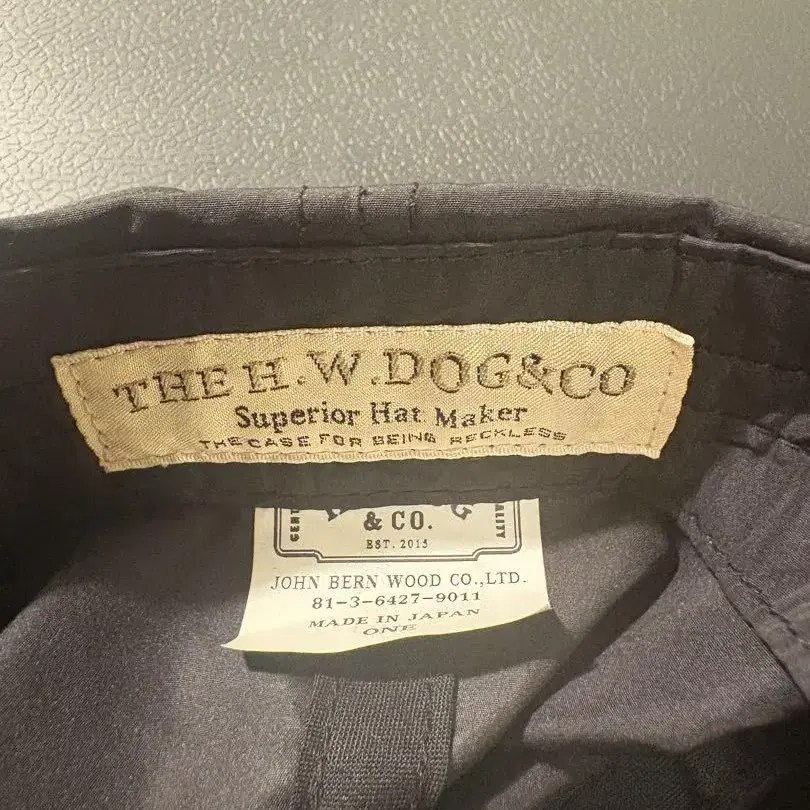 THE H.W.DOG&CO
Superior Hat Maker
THE CASE FOR BEING RECKLESS
& CO.
EST. 2015
JOHN BERN WOOD CO.,LTD.
81-3-6427-9011
MADE IN JAPAN
ONE